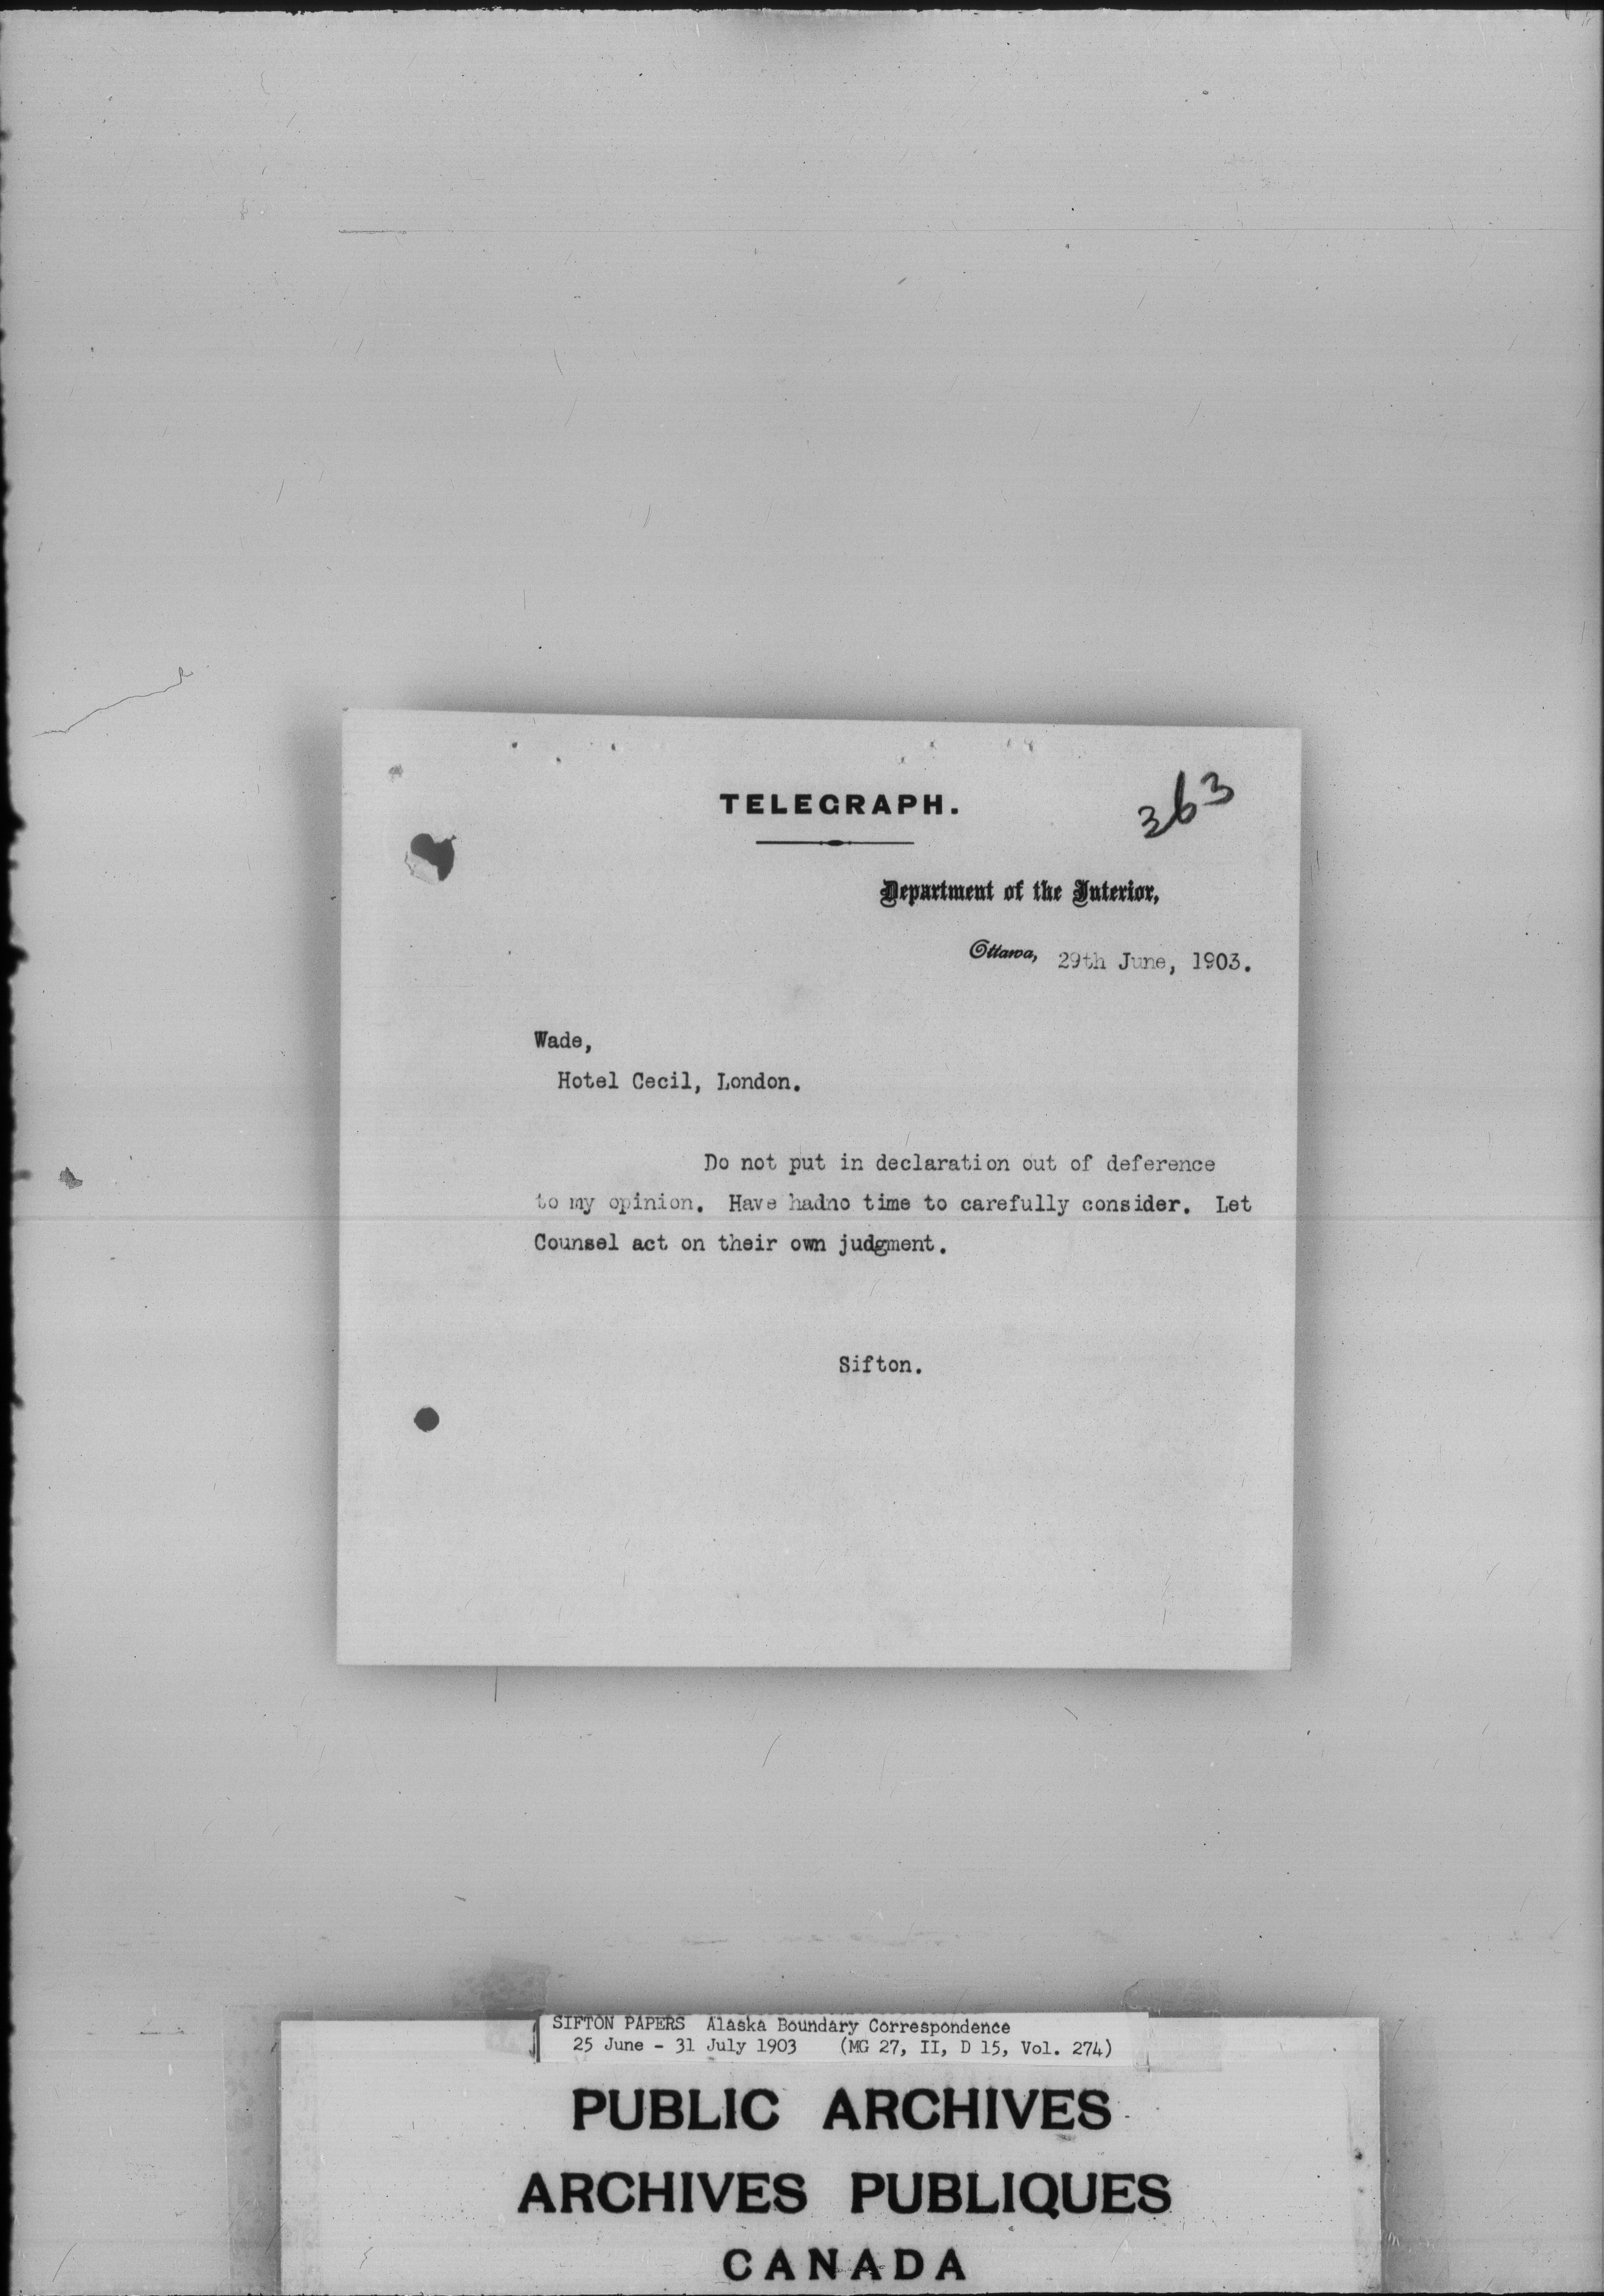 TELEGRAPH.
363
Department of the Interior,
Ottawa, 29th June, 1903.
Wade,
Hotel Cecil, London.
Do not put in declaration out of deference
to my opinion. Have hadno time to carefully consider. Let
Counsel act on their own judgment.
Sifton.
SIFTON PAPERS Alaska Boundary Correspondence
25 June - 31 July 1903 (MG 27, II, D 15, Vol. 274)
PUBLIC ARCHIVES
ARCHIVES PUBLIQUES
CANADA